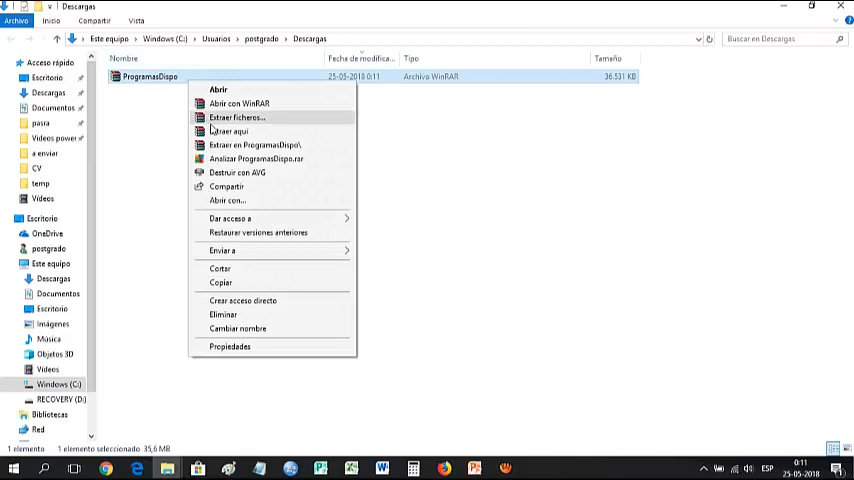 Descargas
Archivo Inicio Compartir Vista
Este equipo Windows (C:) Usuarios postgrado Descargas Buscar en Descargas
Nombre Fecha de modifica... Tipo Tamaño
ProgramasDispo 25-05-2018 0:11 Archivo WinRAR 36.531 KB
Acceso rápido
Escritorio
Descargas
Documentos
pasra
Videos power
a enviar
CV
temp
Vídeos
Escritorio
OneDrive
postgrado
Este equipo
Descargas
Documentos
Escritorio
Imágenes
Música
Objetos 3D
Vídeos
Windows (C:)
RECOVERY (D:)
Bibliotecas
Red
Abrir
Abrir con WinRAR
Extraer ficheros...
Extraer aquí
Extraer en ProgramasDispo\
Analizar ProgramasDispo.rar
Destruir con AVG
Compartir
Abrir con...
Dar acceso a
Restaurar versiones anteriores
Enviar a
Cortar
Copiar
Crear acceso directo
Eliminar
Cambiar nombre
Propiedades
1 elemento 1 elemento seleccionado 35,6 MB
ESP
0:11
25-05-2018